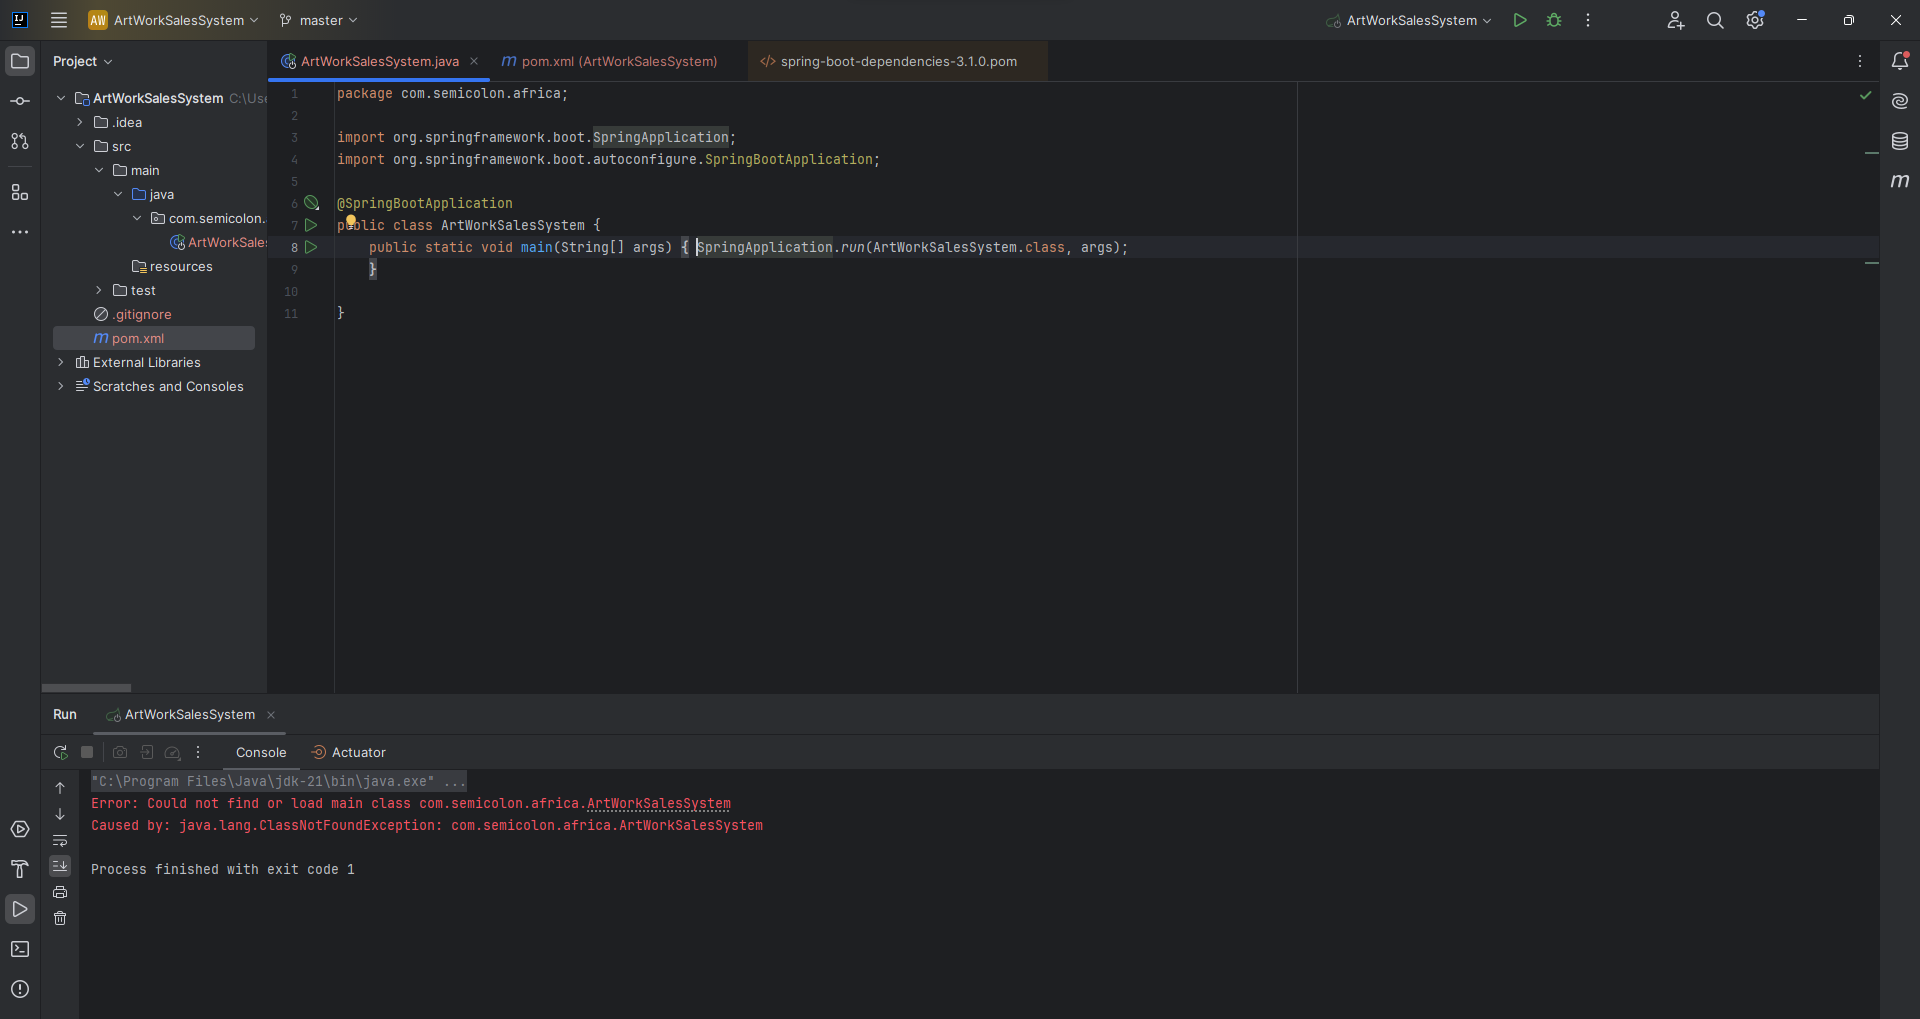 AW ArtWorkSalesSystem master ArtWorkSalesSystem
Project
ArtWorkSalesSystem.java
pom.xml (ArtWorkSalesSystem)
spring-boot-dependencies-3.1.0.pom
ArtWorkSalesSystem C:\Use
.idea
src
main
java
com.semicolon.
ArtWorkSales
resources
test
.gitignore
m pom.xml
External Libraries
Scratches and Consoles
1 package com.semicolon.africa;
2
3 import org.springframework.boot.SpringApplication;
4 import org.springframework.boot.autoconfigure.SpringBootApplication;
5
6 @SpringBootApplication
7 public class ArtWorkSalesSystem {
8 public static void main(String[] args) { SpringApplication.run(ArtWorkSalesSystem.class, args);
9 }
10
11 }
Run ArtWorkSalesSystem
Console Actuator
"C:\Program Files\Java\jdk-21\bin\java.exe" ...
Error: Could not find or load main class com.semicolon.africa.ArtWorkSalesSystem
Caused by: java.lang.ClassNotFoundException: com.semicolon.africa.ArtWorkSalesSystem
Process finished with exit code 1